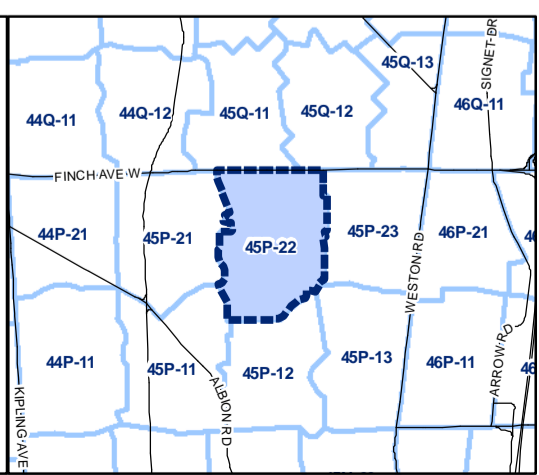 45Q-13
SIGNET-DR
44Q-11
44Q-12
45Q-11
45Q-12
46Q-11
FINCH AVE W
44P-21
45P-21
45P-22
45P-23
46P-21
WESTON RD
44P-11
45P-11
45P-12
45P-13
46P-11
ARROW RD
KIPLING AVE
ALBION RD